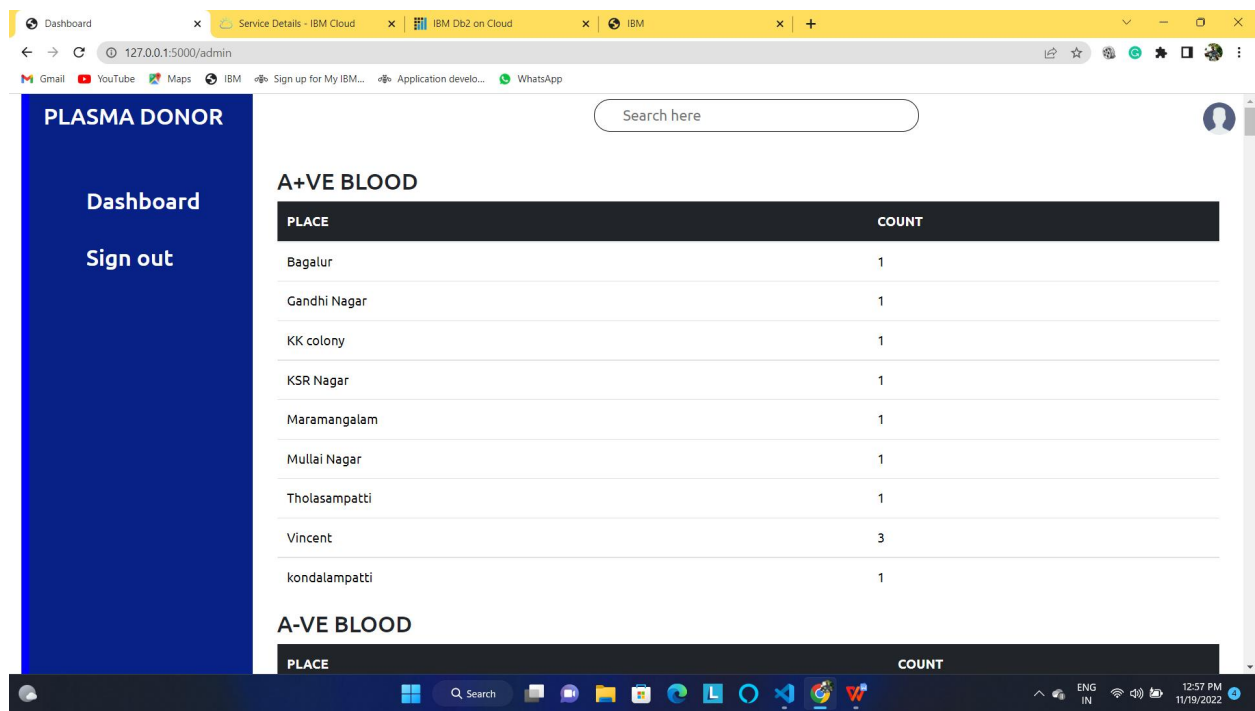 Dashboard
Service Details - IBM Cloud
IBM Db2 on Cloud
IBM
127.0.0.1:5000/admin
Gmail YouTube Maps IBM Sign up for My IBM... Application develo... WhatsApp
PLASMA DONOR
Search here
Dashboard
Sign out
A+VE BLOOD
PLACE COUNT
Bagalur 1
Gandhi Nagar 1
KK colony 1
KSR Nagar 1
Maramangalam 1
Mullai Nagar 1
Tholasampatti 1
Vincent 3
kondalampatti 1
A-VE BLOOD
PLACE COUNT
Search
L
ENG
IN
12:57 PM
11/19/2022
4